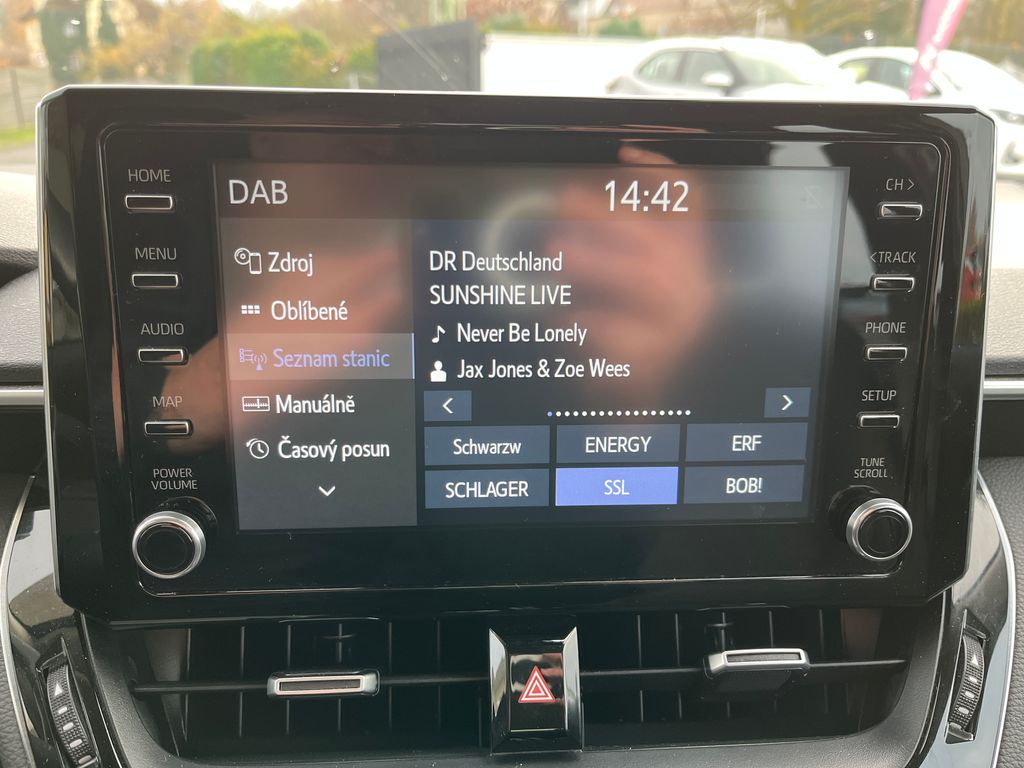 HOME
MENU
AUDIO
MAP
POWER
VOLUME
DAB
14:42
Zdroj
Oblíbené
Seznam stanic
Manuálně
Časový posun
DR Deutschland
SUNSHINE LIVE
Never Be Lonely
Jax Jones & Zoe Wees
<
>
Schwarzw
ENERGY
ERF
SCHLAGER
SSL
BOB!
CH >
< TRACK
PHONE
SETUP
TUNE
SCROLL